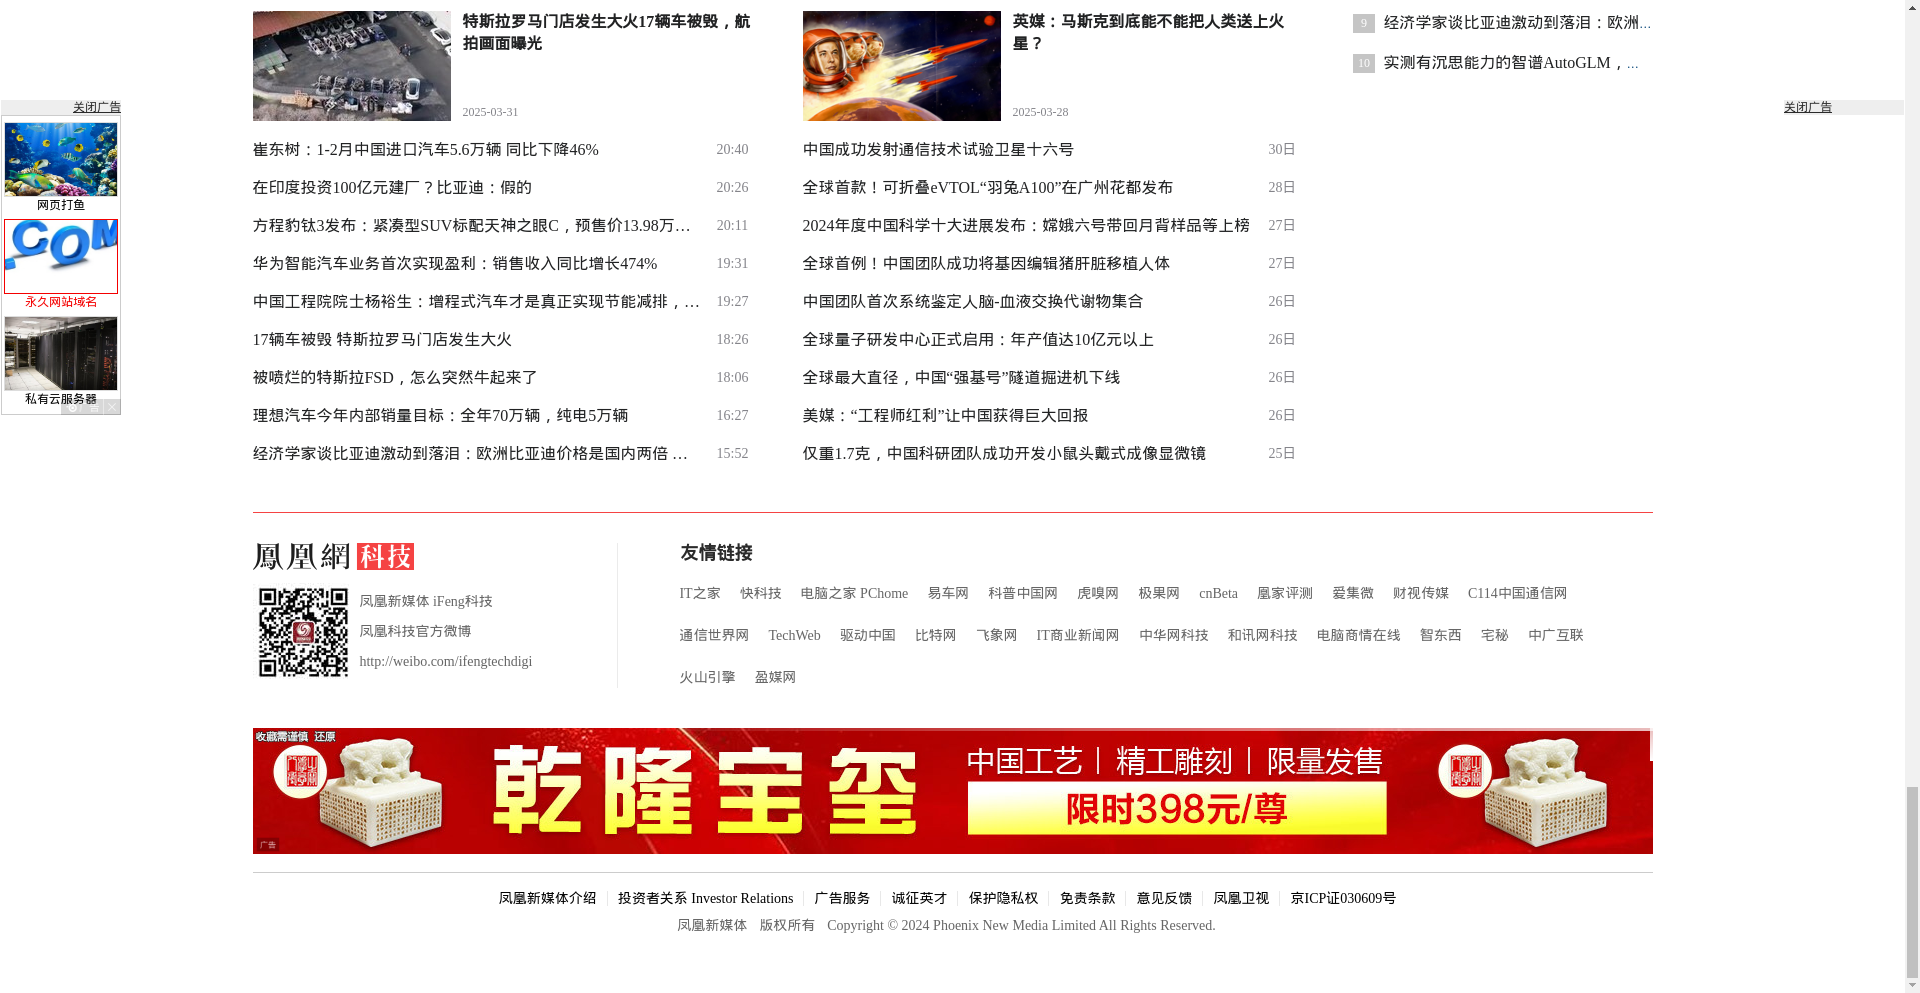 特斯拉罗马门店发生大火17辆车被毁，航
拍画面曝光
2025-03-31
英媒：马斯克到底能不能把人类送上火
星？
2025-03-28
9 经济学家谈比亚迪激动到落泪：欧洲...
10 实测有沉思能力的智谱AutoGLM，...
关闭广告
网页打鱼
COM
永久网站域名
私有云服务器
广告
关闭广告
崔东树：1-2月中国进口汽车5.6万辆 同比下降46% 20:40
在印度投资100亿元建厂？比亚迪：假的 20:26
方程豹钛3发布：紧凑型SUV标配天神之眼C，预售价13.98万… 20:11
华为智能汽车业务首次实现盈利：销售收入同比增长474% 19:31
中国工程院院士杨裕生：增程式汽车才是真正实现节能减排，… 19:27
17辆车被毁 特斯拉罗马门店发生大火 18:26
被喷烂的特斯拉FSD，怎么突然牛起来了 18:06
理想汽车今年内部销量目标：全年70万辆，纯电5万辆 16:27
经济学家谈比亚迪激动到落泪：欧洲比亚迪价格是国内两倍 … 15:52
中国成功发射通信技术试验卫星十六号 30日
全球首款！可折叠eVTOL“羽兔A100”在广州花都发布 28日
2024年度中国科学十大进展发布：嫦娥六号带回月背样品等上榜 27日
全球首例！中国团队成功将基因编辑猪肝脏移植人体 27日
中国团队首次系统鉴定人脑-血液交换代谢物集合 26日
全球量子研发中心正式启用：年产值达10亿元以上 26日
全球最大直径，中国“强基号”隧道掘进机下线 26日
美媒：“工程师红利”让中国获得巨大回报 26日
仅重1.7克，中国科研团队成功开发小鼠头戴式成像显微镜 25日
鳳凰網 科技
凤凰新媒体 iFeng科技
凤凰科技官方微博
http://weibo.com/ifengtechdigi
友情链接
IT之家 快科技 电脑之家 PChome 易车网 科普中国网 虎嗅网 极果网 cnBeta 凰家评测 爱集微 财视传媒 C114中国通信网
通信世界网 TechWeb 驱动中国 比特网 飞象网 IT商业新闻网 中华网科技 和讯网科技 电脑商情在线 智东西 宅秘 中广互联
火山引擎 盈媒网
收藏需谨慎 还原
乾隆宝玺
中国工艺｜精工雕刻｜限量发售
限时398元/尊
广告
凤凰新媒体介绍 投资者关系 Investor Relations 广告服务 诚征英才 保护隐私权 免责条款 意见反馈 凤凰卫视 京ICP证030609号
凤凰新媒体 版权所有 Copyright © 2024 Phoenix New Media Limited All Rights Reserved.